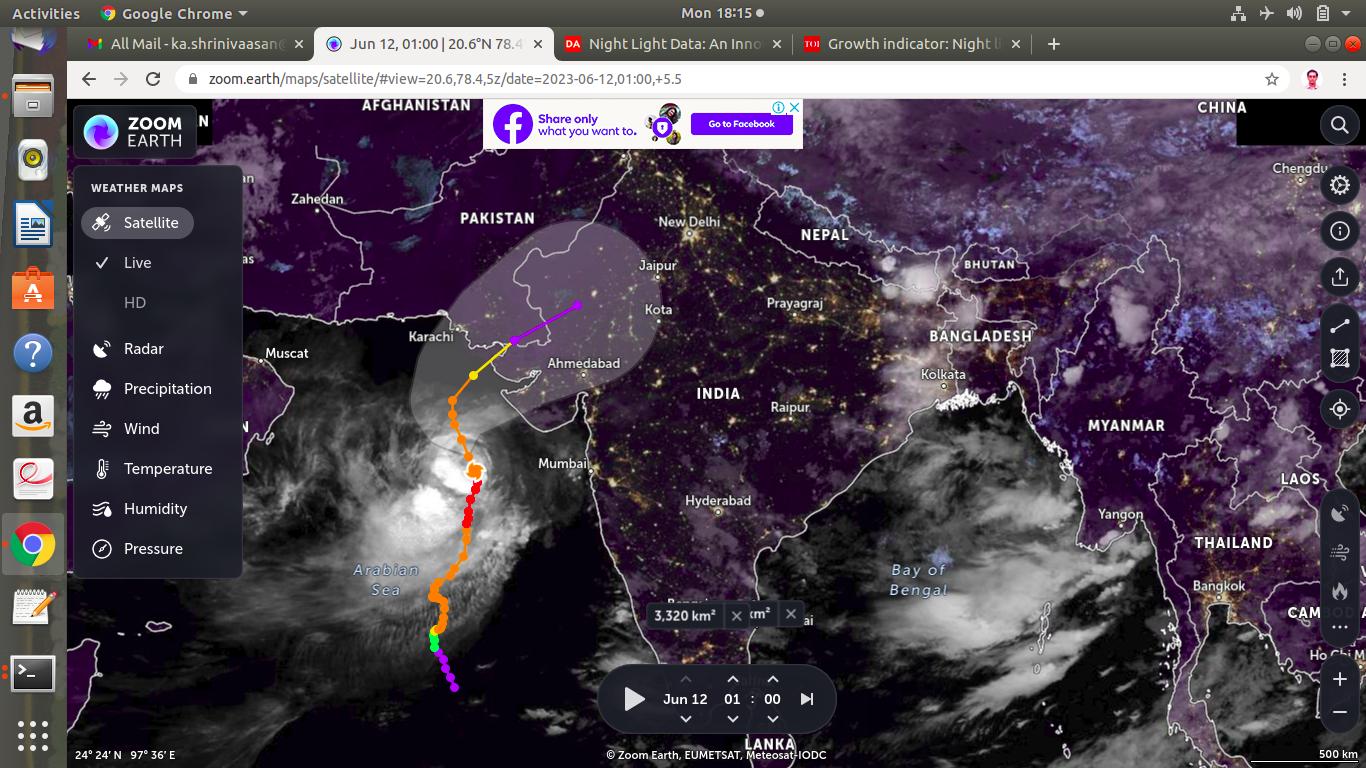 Activities
Google Chrome
Mon 18:15
All Mail - ka.shrinivaasan@
Jun 12, 01:00 | 20.6°N 78.4
Night Light Data: An Inno
Growth indicator: Night l
zoom.earth/maps/satellite/#view=20.6,78.4,5z/date=2023-06-12,01:00,+5.5
ZOOM
EARTH
Share only
what you want to.
Go to Facebook
WEATHER MAPS
Satellite
Live
HD
Radar
Precipitation
Wind
Temperature
Humidity
Pressure
AFGHANISTAN
CHINA
Chengdu
Zahedan
PAKISTAN
New Delhi
NEPAL
BHUTAN
Jaipur
Kota
Prayagraj
Karachi
BANGLADESH
Muscat
Ahmedabad
Kolkata
INDIA
Raipur
MYANMAR
Mumbai
LAOS
Hyderabad
Yangon
THAILAND
Arabian
Sea
Bay of
Bengal
Bangkok
3,320 km²
km²
ai
CAMBOD
Ho Chi M
Jun 12 01 : 00
LANKA
24° 24′ N 97° 36′ E
© Zoom Earth, EUMETSAT, Meteosat-IODC
500 km